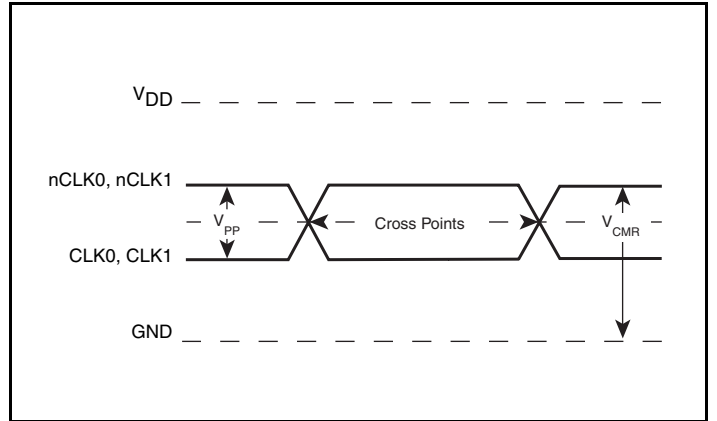 VDD
nCLK0, nCLK1
VPP
Cross Points
VCMR
CLK0, CLK1
GND